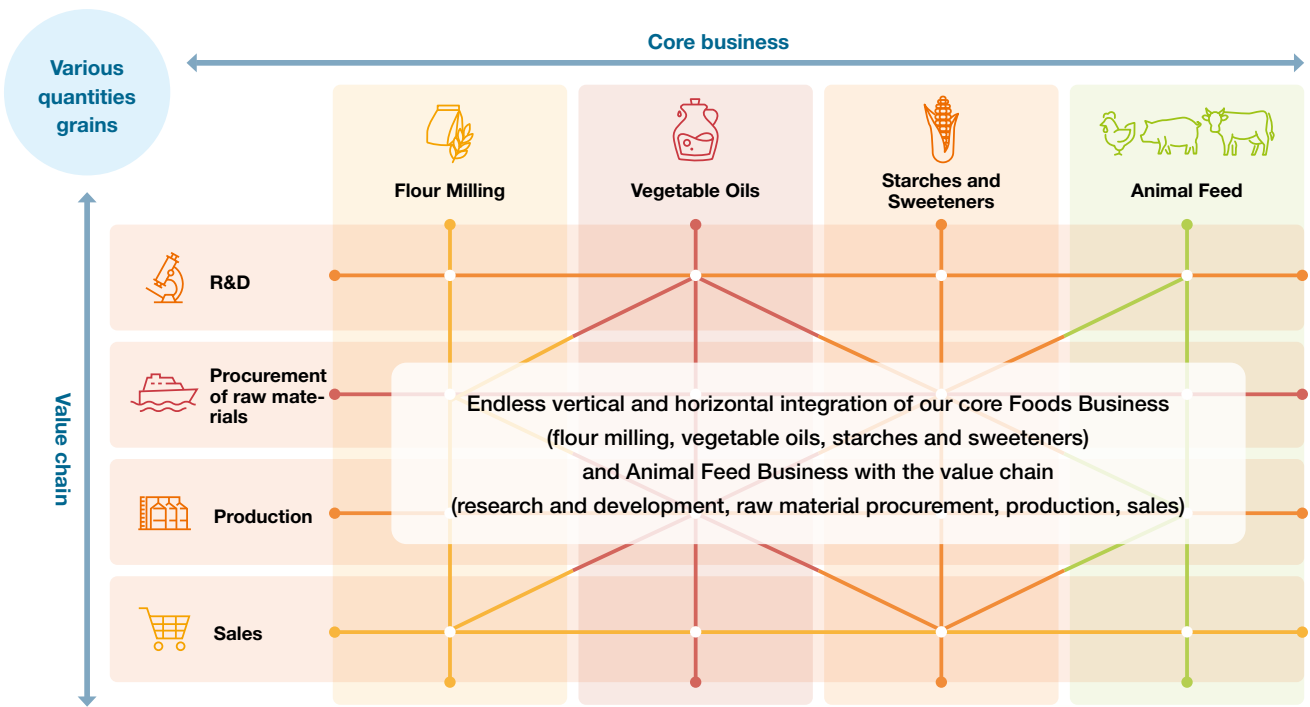 Various
quantities
grains
Core business
Flour Milling
Vegetable Oils
Starches and
Sweeteners
Animal Feed
Value chain
R&D
Procurement
of raw mate-
rials
Production
Sales
Endless vertical and horizontal integration of our core Foods Business
(flour milling, vegetable oils, starches and sweeteners)
and Animal Feed Business with the value chain
(research and development, raw material procurement, production, sales)